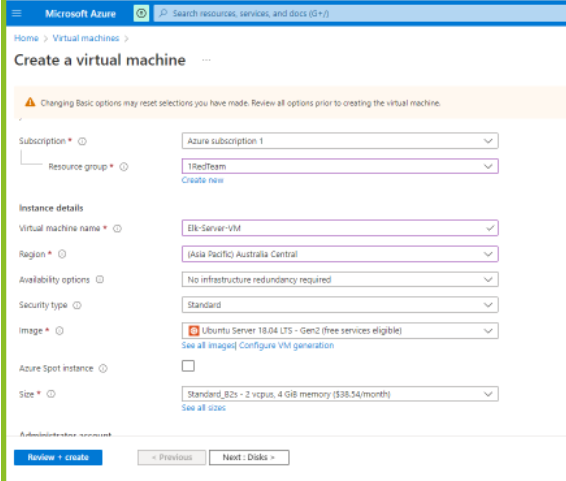 Microsoft Azure
Search resources, services, and docs (G+/)
Home > Virtual machines >
Create a virtual machine ...
Changing Basic options may reset selections you have made. Review all options prior to creating the virtual machine.
Subscription * Azure subscription 1
Resource group * 1RedTeam
Create new
Instance details
Virtual machine name * Elk-Server-VM
Region * (Asia Pacific) Australia Central
Availability options No infrastructure redundancy required
Security type Standard
Image * Ubuntu Server 18.04 LTS - Gen2 (free services eligible)
See all images| Configure VM generation
Azure Spot instance
Size * Standard_B2s - 2 vcpus, 4 GiB memory ($38.54/month)
See all sizes
Administrator account
Review + create < Previous Next : Disks >